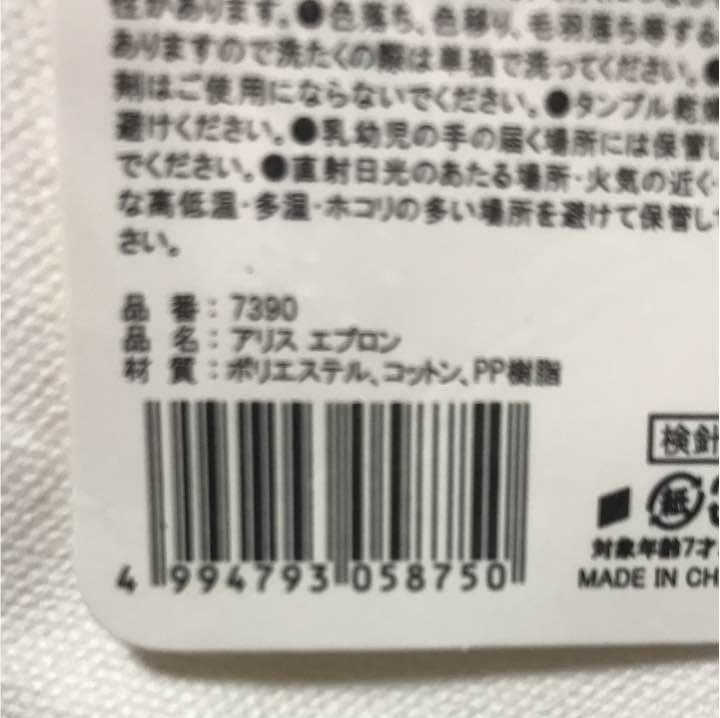 性があります。●色落ち、色移り、毛羽落ち等する
ありますので洗たくの際は単独で洗ってください。●
剤はご使用にならないでください。●タンブル乾燥
避けください。●乳幼児の手の届く場所には保管し
でください。●直射日光のあたる場所・火気の近く・
な高低温・多湿・ホコリの多い場所を避けて保管し
さい。
品 番：7390
品 名：アリス エプロン
材 質：ポリエステル、コットン、PP樹脂
検針
紙
4 994793 058750
対象年齢7才
MADE IN CH